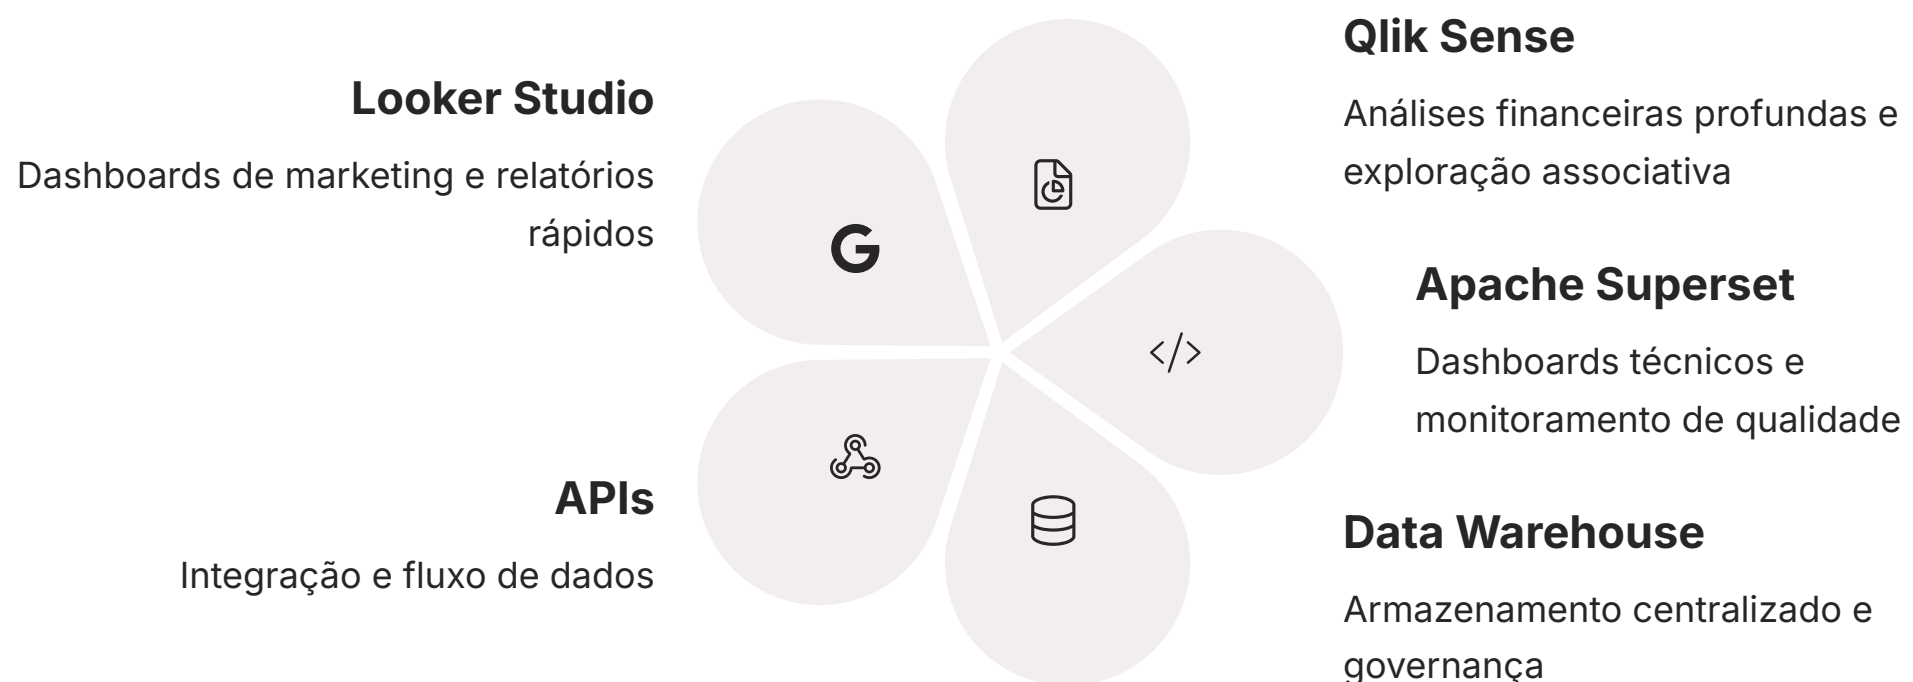 Looker Studio
Dashboards de marketing e relatórios
rápidos
APIs
Integração e fluxo de dados
Qlik Sense
Análises financeiras profundas e
exploração associativa
Apache Superset
Dashboards técnicos e
monitoramento de qualidade
Data Warehouse
Armazenamento centralizado e
governança